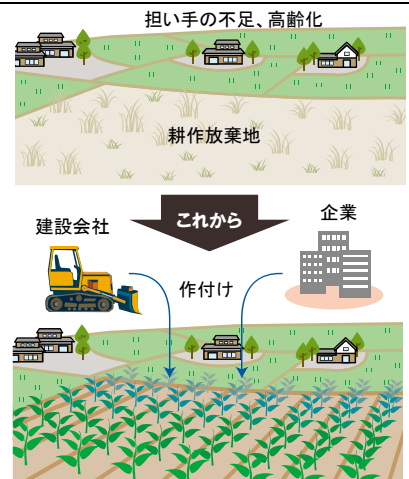 担い手の不足、高齢化
耕作放棄地
これから
建設会社
企業
作付け